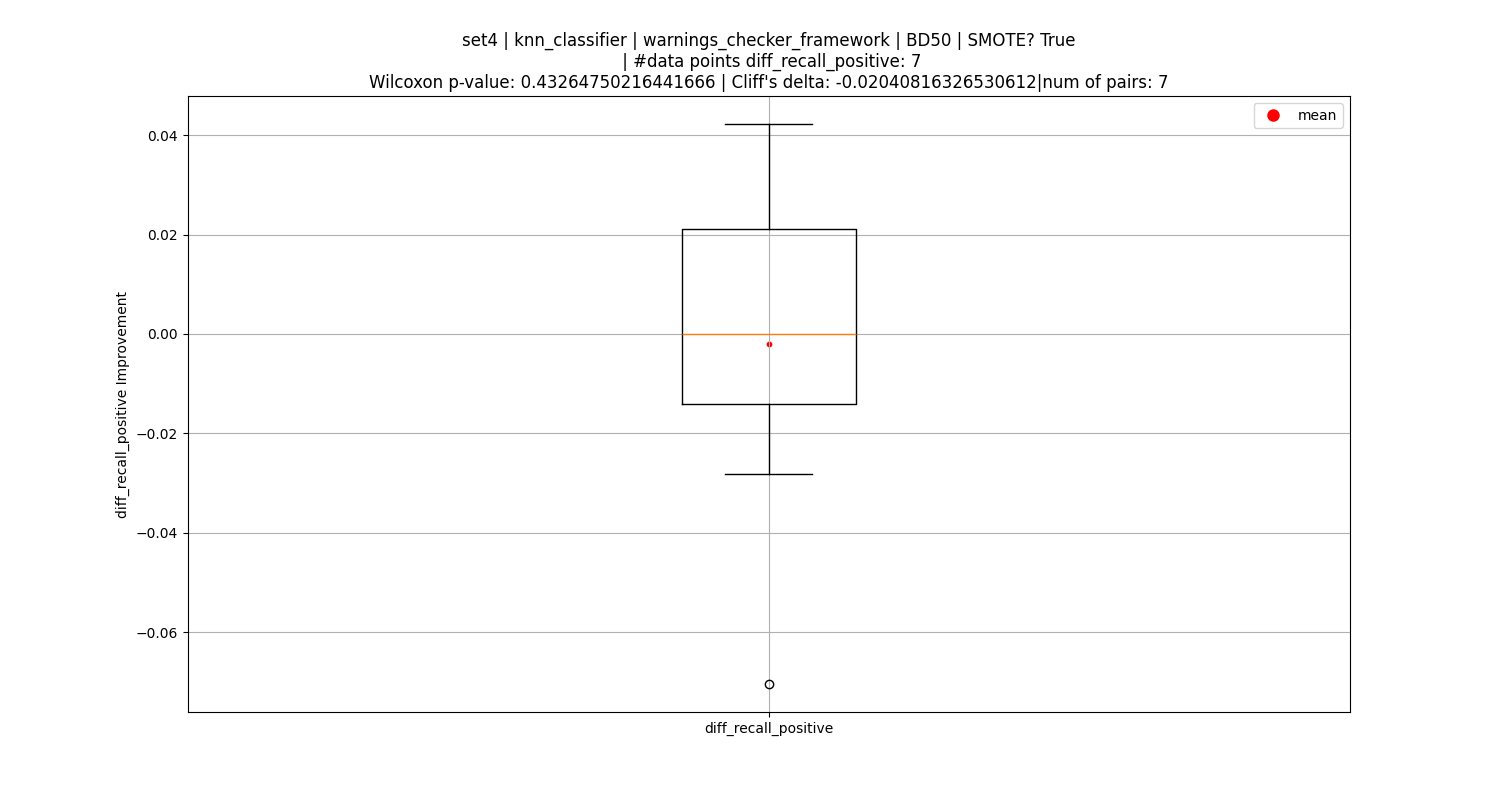 set4 | knn_classifier | warnings_checker_framework | BD50 | SMOTE? True
| #data points diff_recall_positive: 7
Wilcoxon p-value: 0.43264750216441666 | Cliff's delta: -0.02040816326530612|num of pairs: 7
mean
0.04
0.02
0.00
−0.02
−0.04
−0.06
diff_recall_positive Improvement
diff_recall_positive